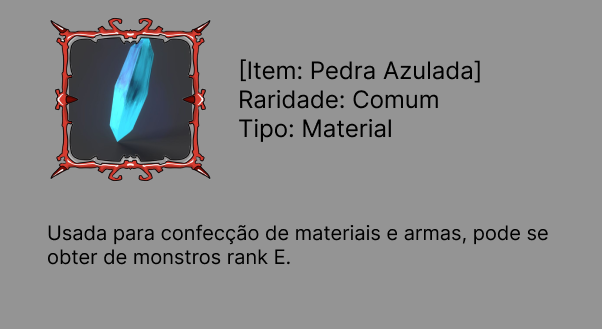 [Item: Pedra Azulada]
Raridade: Comum
Tipo: Material
Usada para confecção de materiais e armas, pode se
obter de monstros rank E.